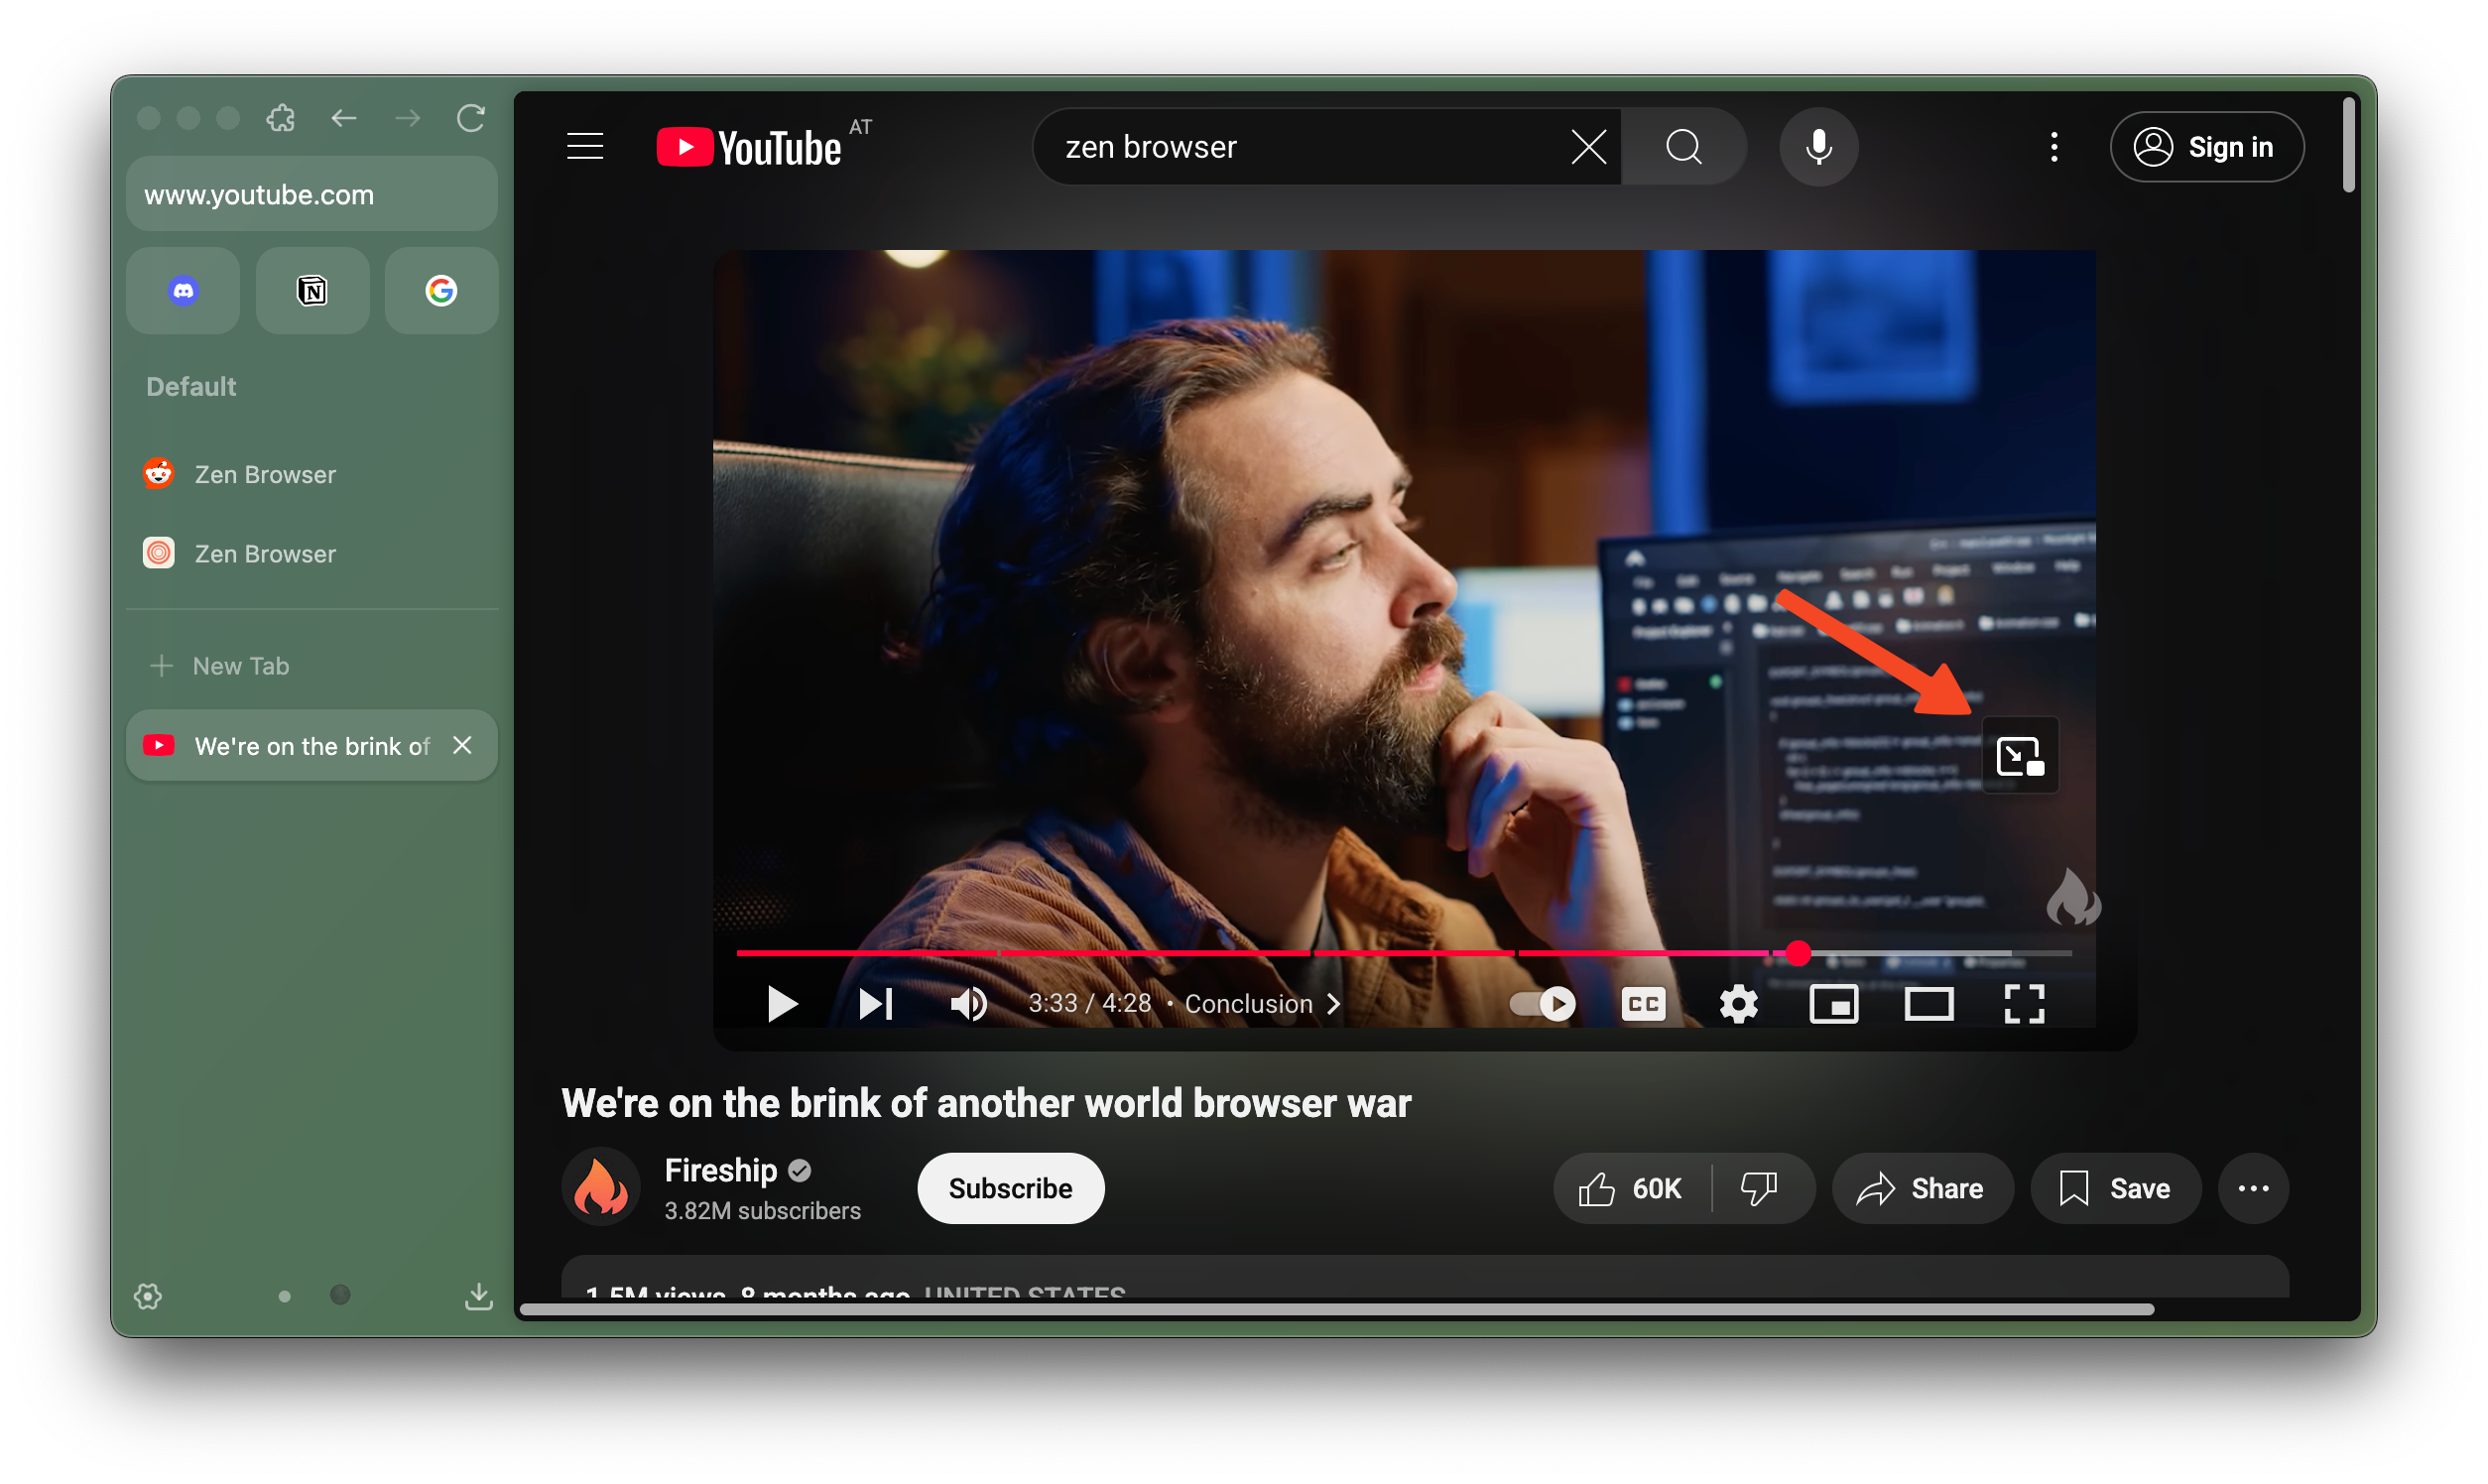 www.youtube.com
Default
Zen Browser
Zen Browser
New Tab
We're on the brink of
YouTube AT
zen browser
Sign in
3:33 / 4:28 • Conclusion
CC
We're on the brink of another world browser war
Fireship
3.82M subscribers
Subscribe
60K
Share
Save
1.5M views 8 months ago UNITED STATES